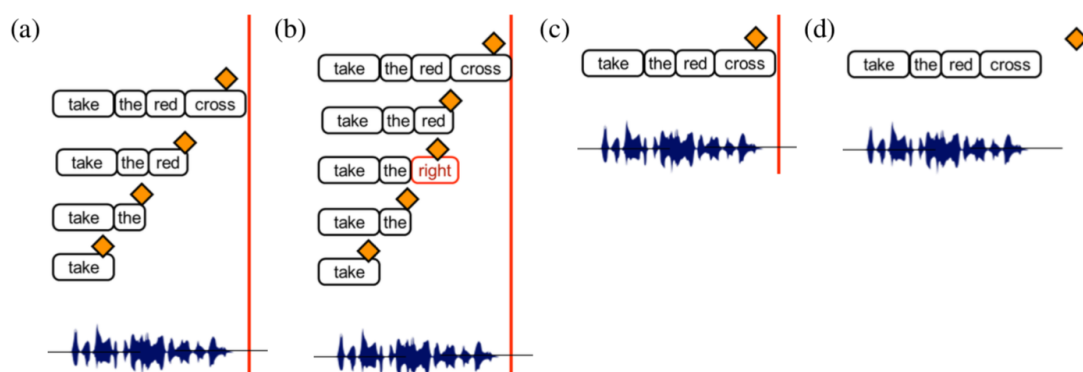 (a)
take the red cross
take the red
take the
take
(b)
take the red cross
take the red
take the right
take the
take
(c)
take the red cross
(d)
take the red cross